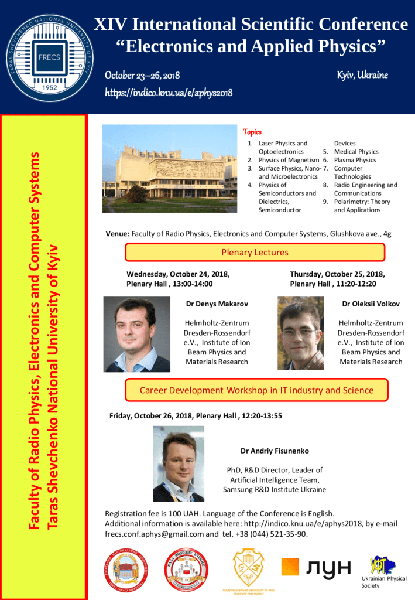 XIV International Scientific Conference
“Electronics and Applied Physics”
October 23–26, 2018
Kyiv, Ukraine
https://indico.knu.ua/e/aphys2018
FRECS
1952
Faculty of Radio Physics, Electronics and Computer Systems
Taras Shevchenko National University of Kyiv
Topics
1. Laser Physics and
Optoelectronics
2. Physics of Magnetism
3. Surface Physics, Nano-
and Microelectronics
4. Physics of
Semiconductors and
Dielectrics,
Semiconductor
Devices
5. Medical Physics
6. Plasma Physics
7. Computer
Technologies
8. Radio Engineering and
Communications
9. Polarimetry: Theory
and Applications
Venue: Faculty of Radio Physics, Electronics and Computer Systems, Glushkova ave., 4g
Plenary Lectures
Wednesday, October 24, 2018,
Plenary Hall , 13:00-14:00
Dr Denys Makarov
Helmholtz-Zentrum
Dresden-Rossendorf
e.V., Institute of Ion
Beam Physics and
Materials Research
Thursday, October 25, 2018,
Plenary Hall , 11:20-12:20
Dr Oleksii Volkov
Helmholtz-Zentrum
Dresden-Rossendorf
e.V., Institute of Ion
Beam Physics and
Materials Research
Career Development Workshop in IT Industry and Science
Friday, October 26, 2018, Plenary Hall , 12:20-13:55
Dr Andriy Fisunenko
PhD, R&D Director, Leader of
Artificial Intelligence Team,
Samsung R&D Institute Ukraine
Registration fee is 100 UAH. Language of the Conference is English.
Additional information is available here: http://indico.knu.ua/e/aphys2018, by e-mail
frecs.conf.aphys@gmail.com and tel. +38 (044) 521-35-90.
лун
Ukrainian Physical
Society